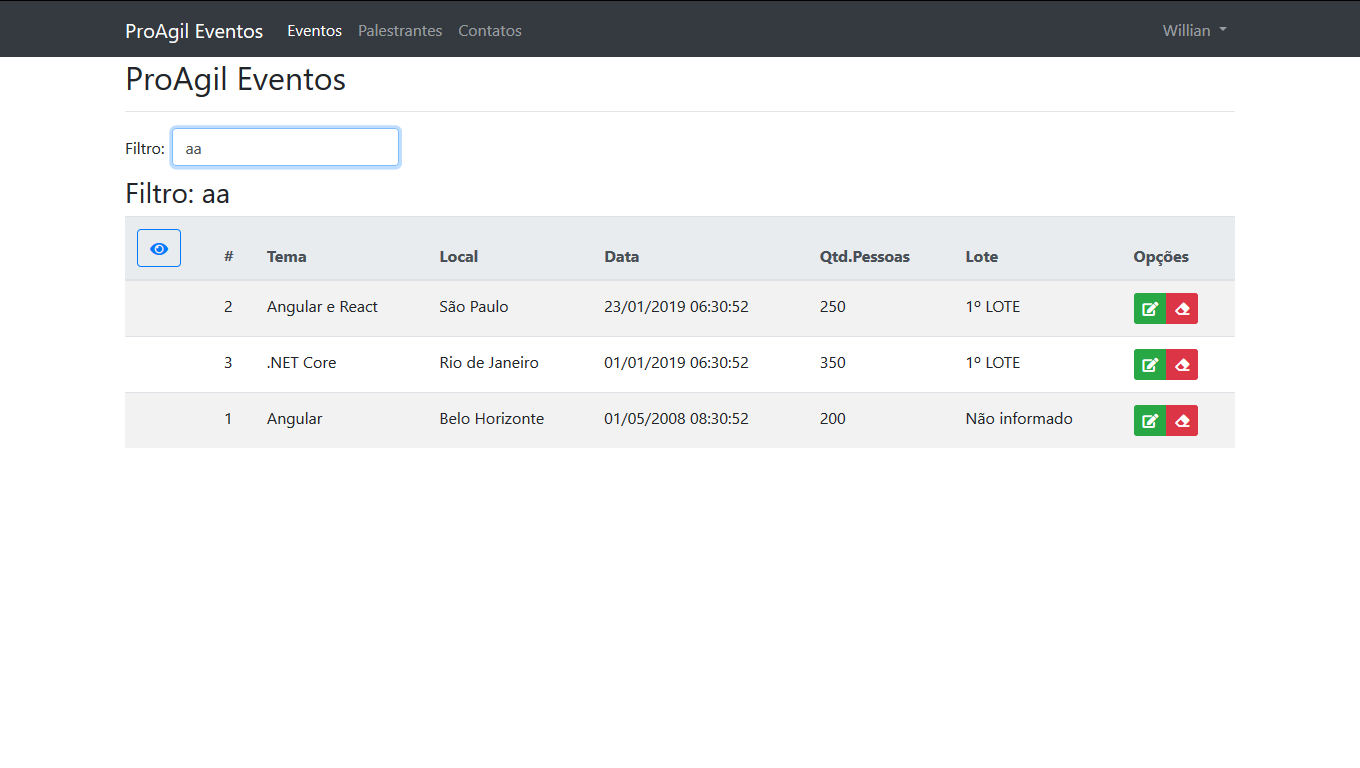 ProAgil Eventos Eventos Palestrantes Contatos Willian
ProAgil Eventos
Filtro: aa
Filtro: aa
# Tema Local Data Qtd.Pessoas Lote Opções
2 Angular e React São Paulo 23/01/2019 06:30:52 250 1º LOTE
3 .NET Core Rio de Janeiro 01/01/2019 06:30:52 350 1º LOTE
1 Angular Belo Horizonte 01/05/2008 08:30:52 200 Não informado